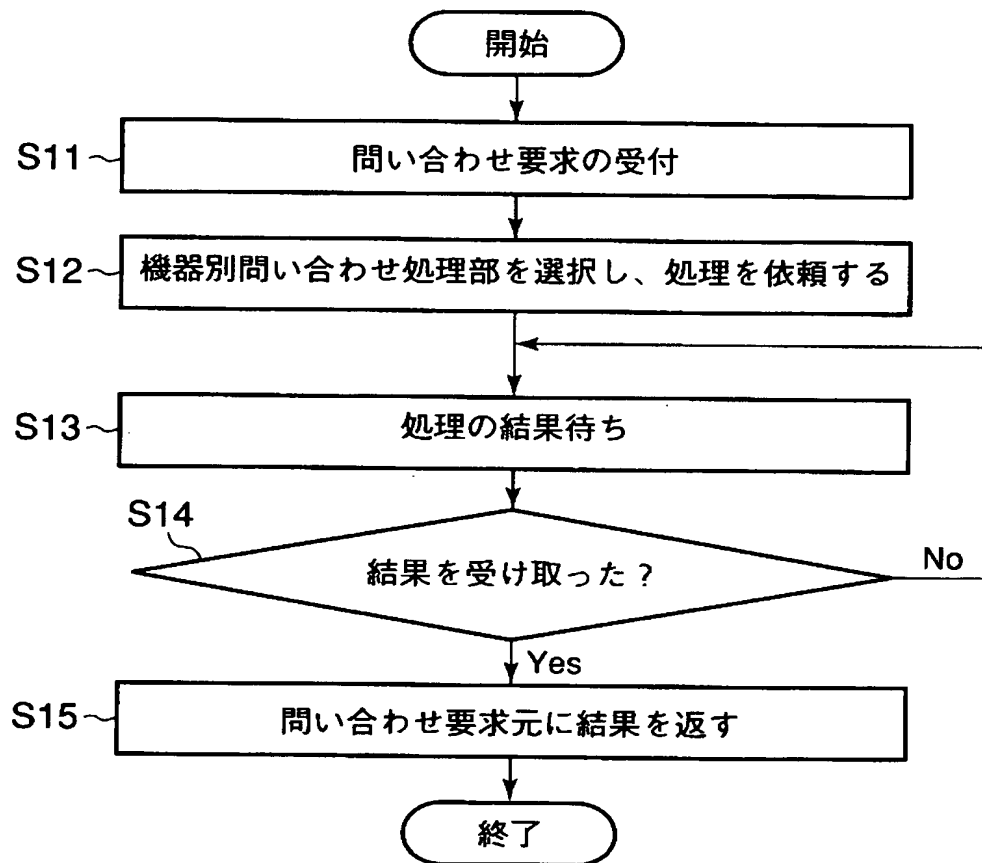 開始
S11
問い合わせ要求の受付
S12
機器別問い合わせ処理部を選択し、処理を依頼する
S13
処理の結果待ち
S14
結果を受け取った？
No
Yes
S15
問い合わせ要求元に結果を返す
終了